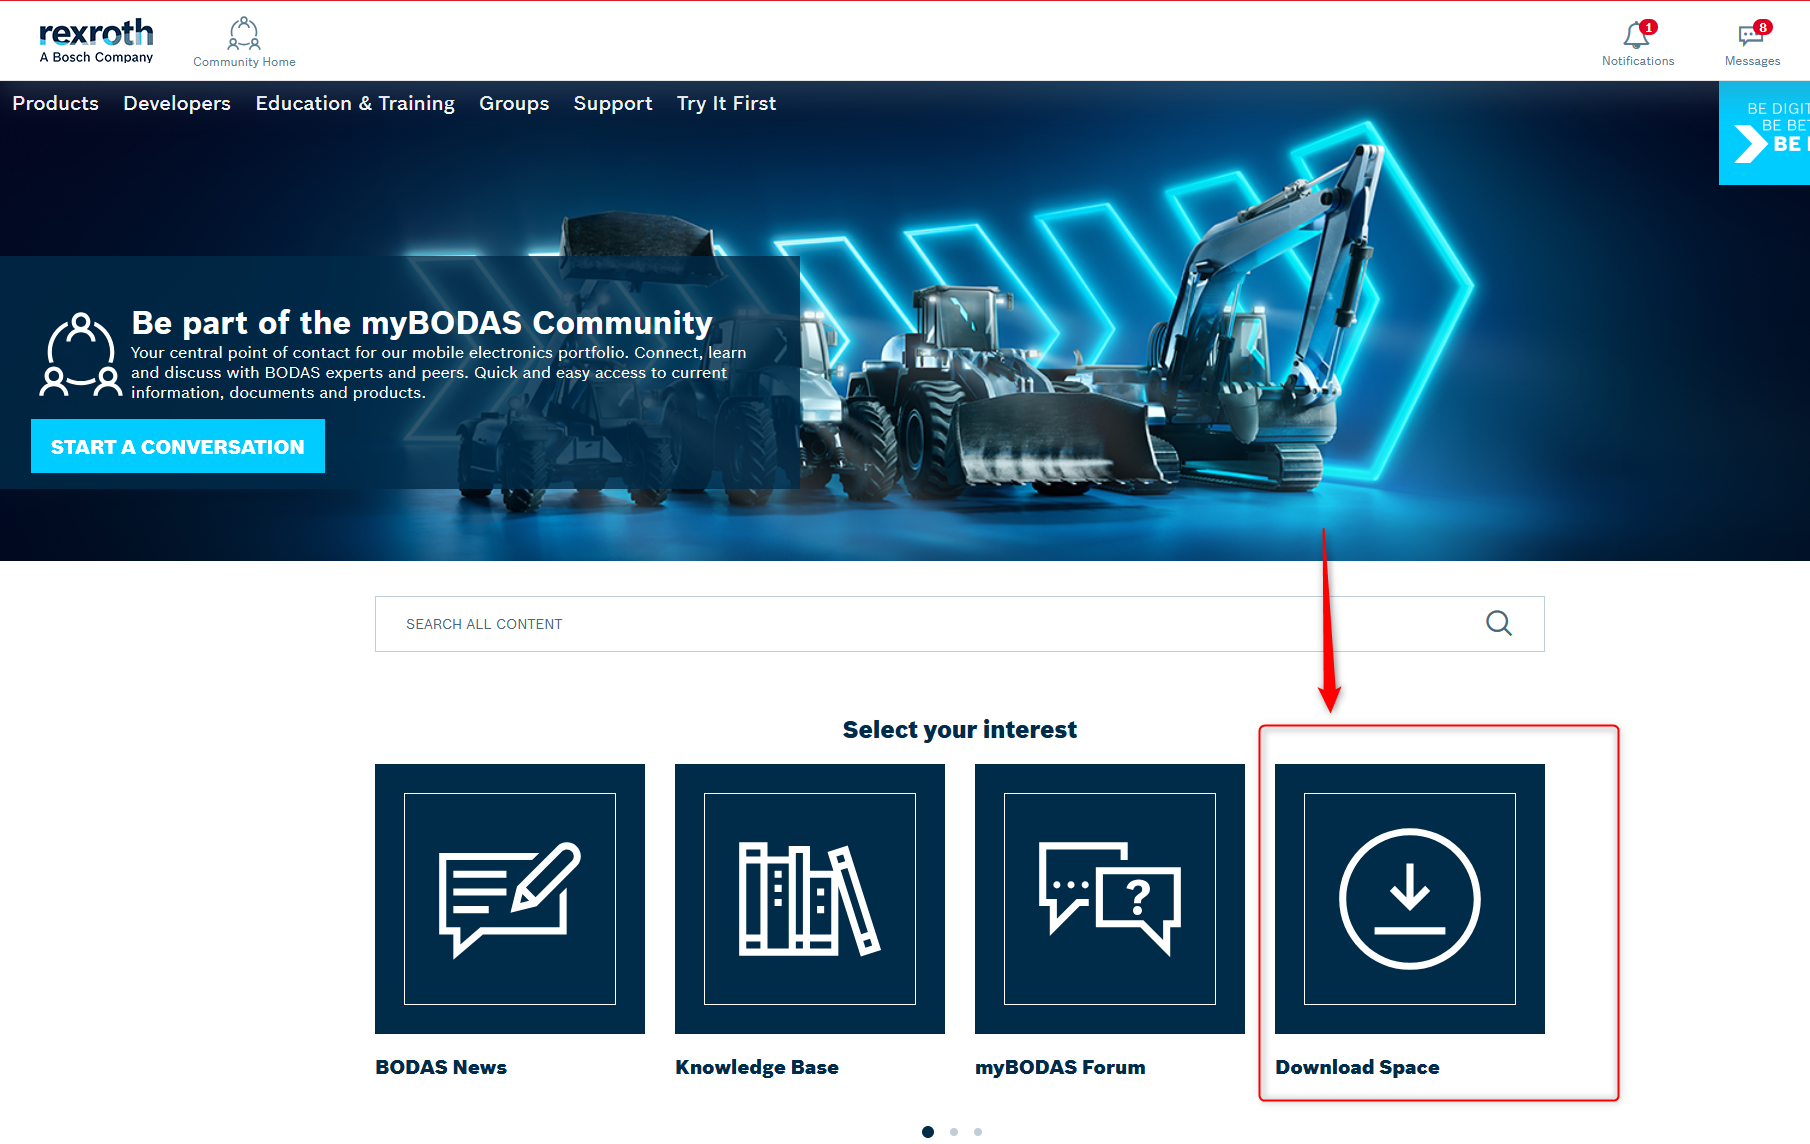 rexroth
A Bosch Company
Community Home
1
Notifications
8
Messages
Products Developers Education & Training Groups Support Try It First
BE DIGIT
BE BET
BE
Be part of the myBODAS Community
Your central point of contact for our mobile electronics portfolio. Connect, learn
and discuss with BODAS experts and peers. Quick and easy access to current
information, documents and products.
START A CONVERSATION
SEARCH ALL CONTENT
Select your interest
?
BODAS News
Knowledge Base
myBODAS Forum
Download Space